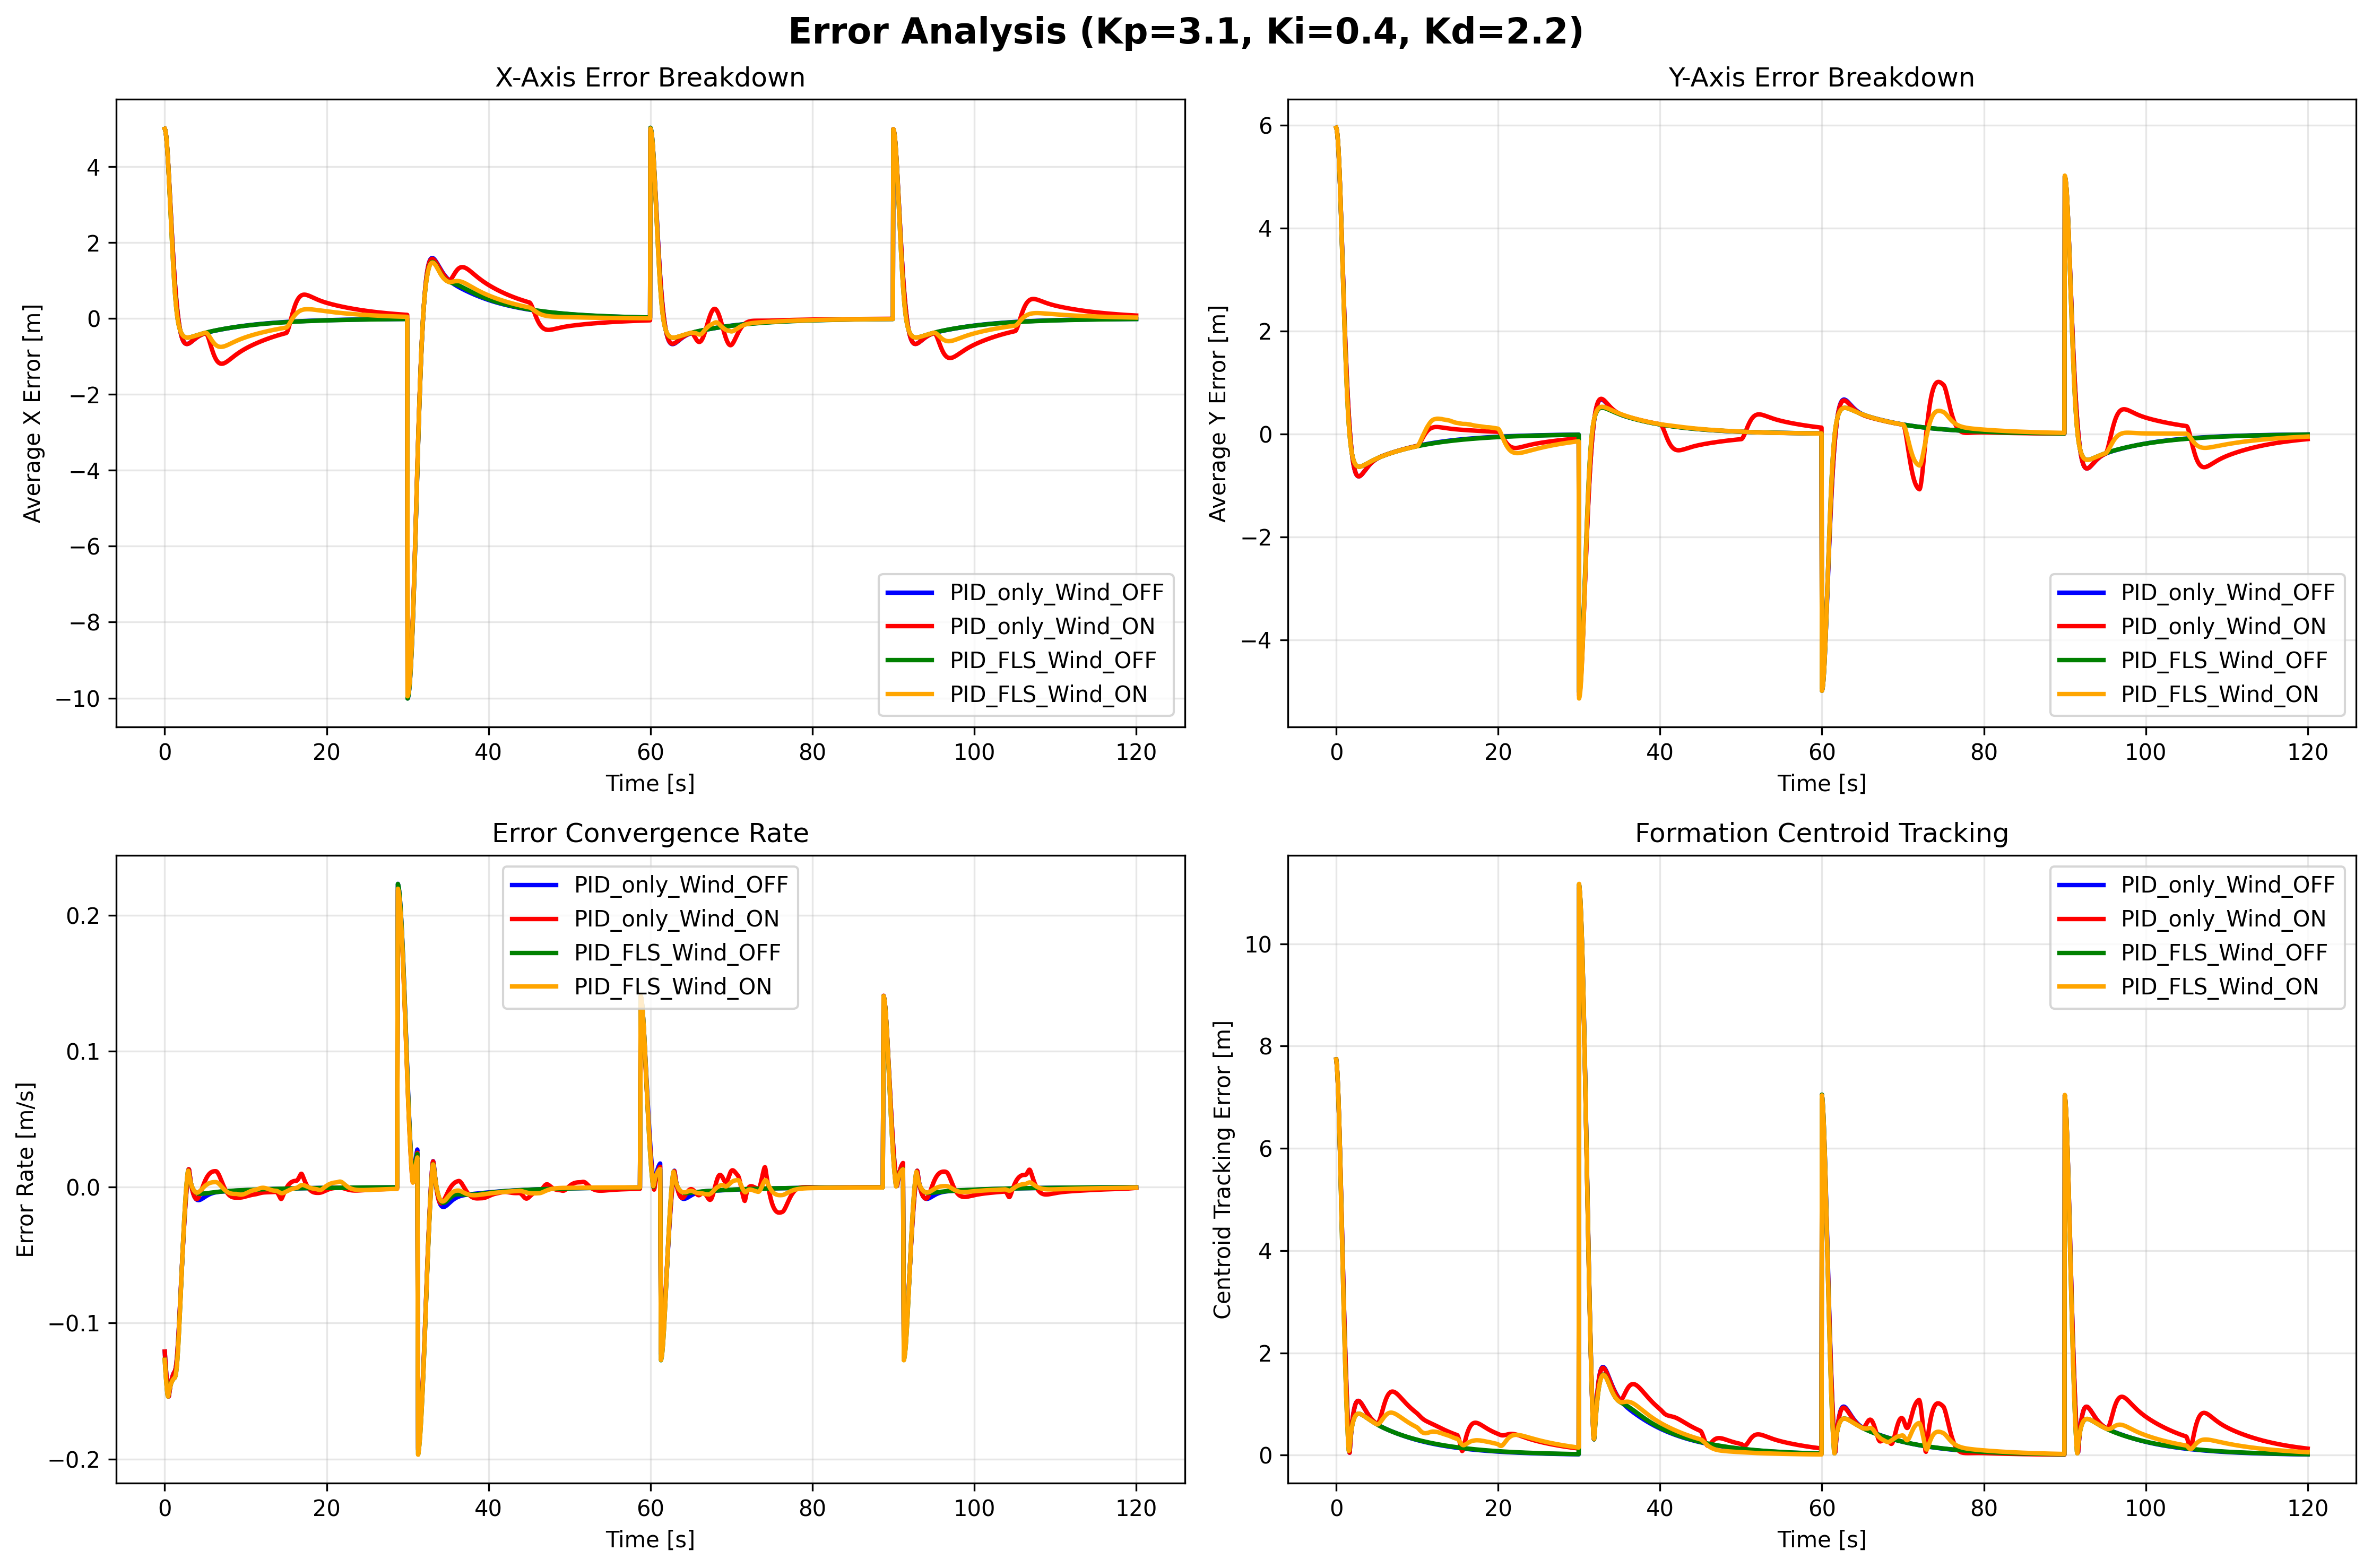 Error Analysis (Kp=3.1, Ki=0.4, Kd=2.2)
X-Axis Error Breakdown
Average X Error [m]
4
2
0
−2
−4
−6
−8
−10
PID_only_Wind_OFF
PID_only_Wind_ON
PID_FLS_Wind_OFF
PID_FLS_Wind_ON
0 20 40 60 80 100 120
Time [s]
Y-Axis Error Breakdown
Average Y Error [m]
6
4
2
0
−2
−4
PID_only_Wind_OFF
PID_only_Wind_ON
PID_FLS_Wind_OFF
PID_FLS_Wind_ON
0 20 40 60 80 100 120
Time [s]
Error Convergence Rate
Error Rate [m/s]
0.2
0.1
0.0
−0.1
−0.2
PID_only_Wind_OFF
PID_only_Wind_ON
PID_FLS_Wind_OFF
PID_FLS_Wind_ON
0 20 40 60 80 100 120
Time [s]
Formation Centroid Tracking
Centroid Tracking Error [m]
10
8
6
4
2
0
PID_only_Wind_OFF
PID_only_Wind_ON
PID_FLS_Wind_OFF
PID_FLS_Wind_ON
0 20 40 60 80 100 120
Time [s]